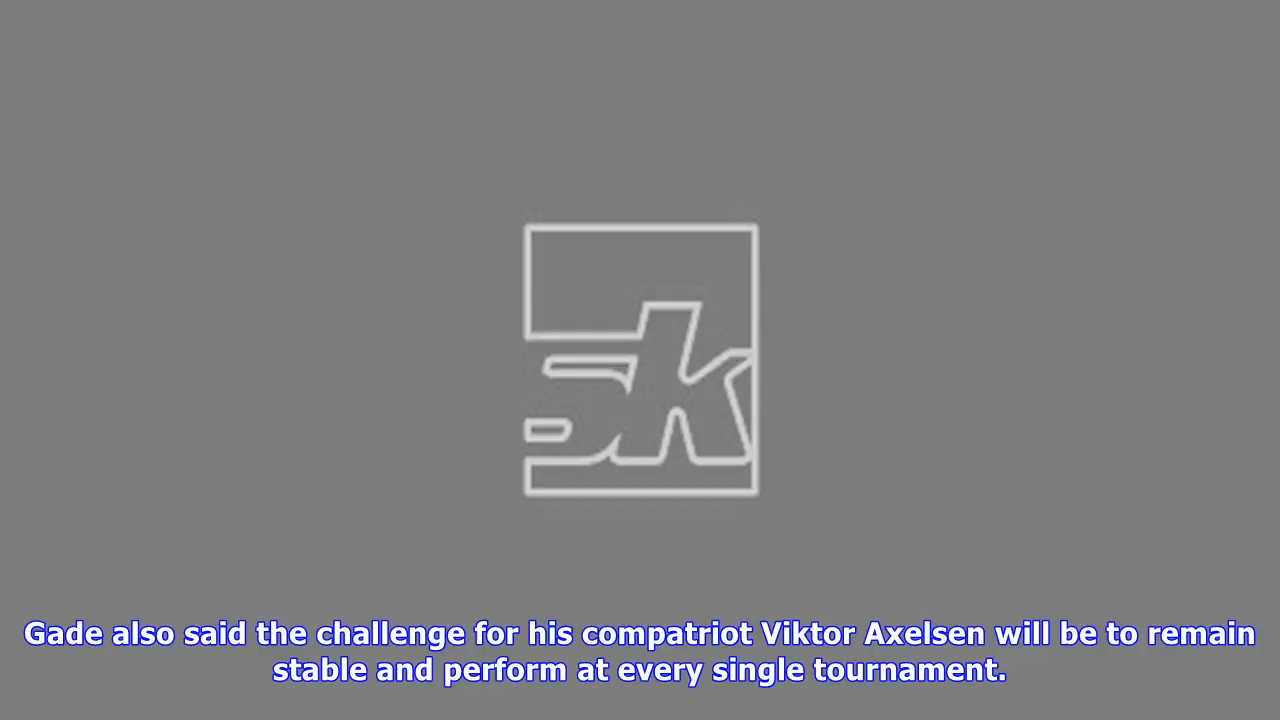 sk
Gade also said the challenge for his compatriot Viktor Axelsen will be to remain
stable and perform at every single tournament.